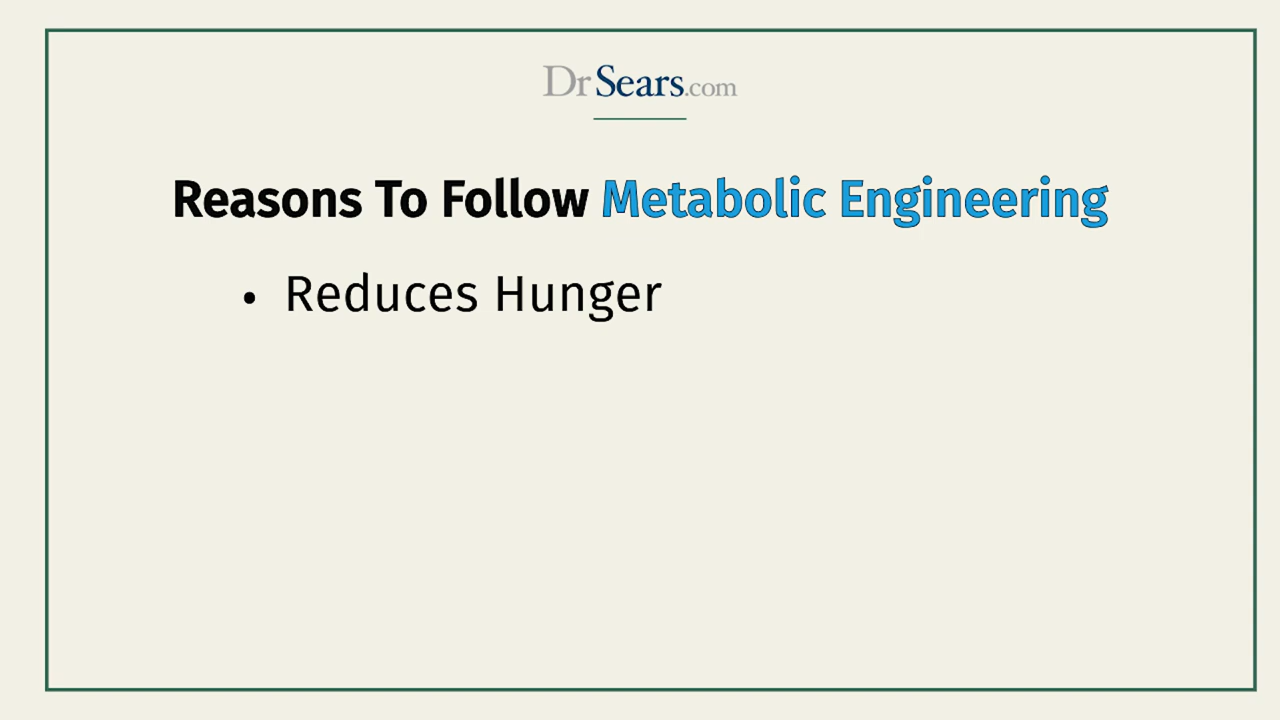 DrSears.com
Reasons To Follow Metabolic Engineering
• Reduces Hunger